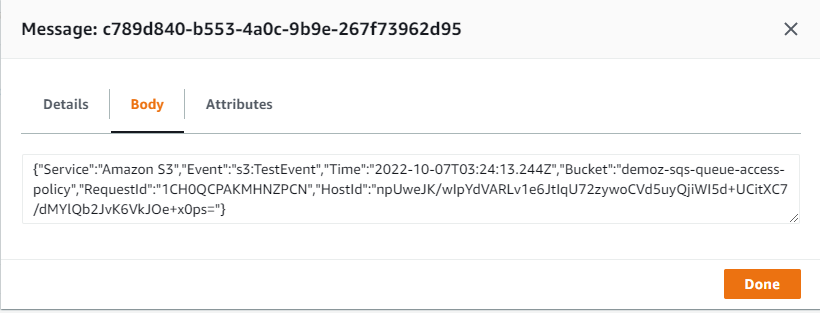 Message: c789d840-b553-4a0c-9b9e-267f73962d95
Details Body Attributes
{"Service":"Amazon S3","Event":"s3:TestEvent","Time":"2022-10-07T03:24:13.244Z","Bucket":"demoz-sqs-queue-access-
policy","RequestId":"1CH0QCPAKMHNZPCN","HostId":"npUweJK/wIpYdVARLv1e6JtIqU72zywoCVd5uyQjiWI5d+UCitXC7
/dMYlQb2JvK6VkJOe+x0ps="}
Done